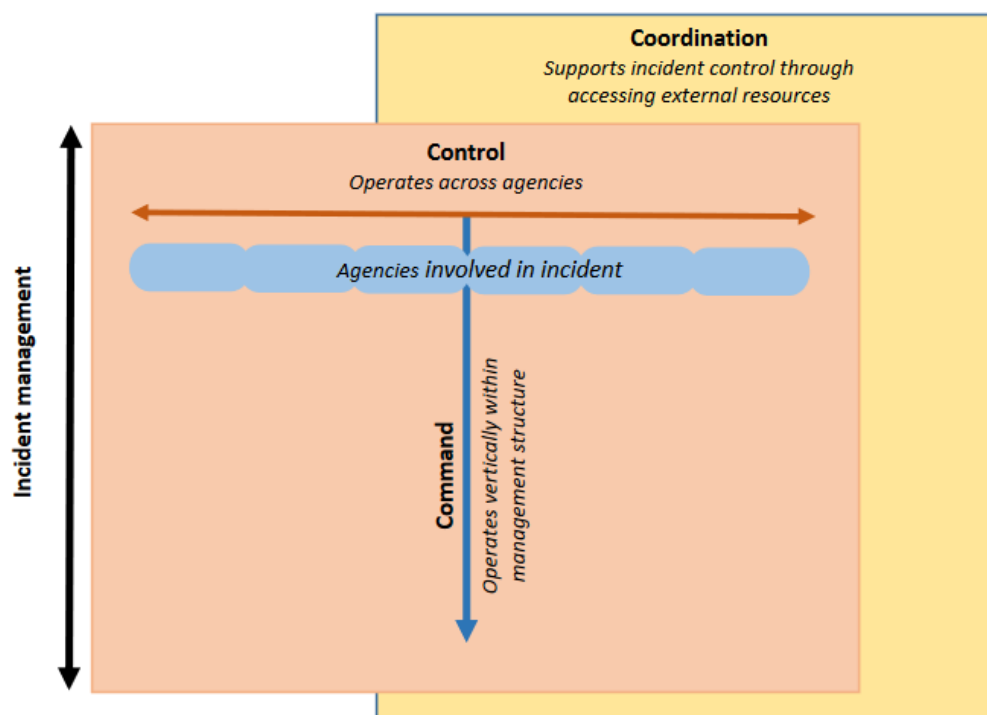 Coordination
Supports incident control through
accessing external resources
Control
Operates across agencies
Agencies involved in incident
Incident management
Command
Operates vertically within
management structure